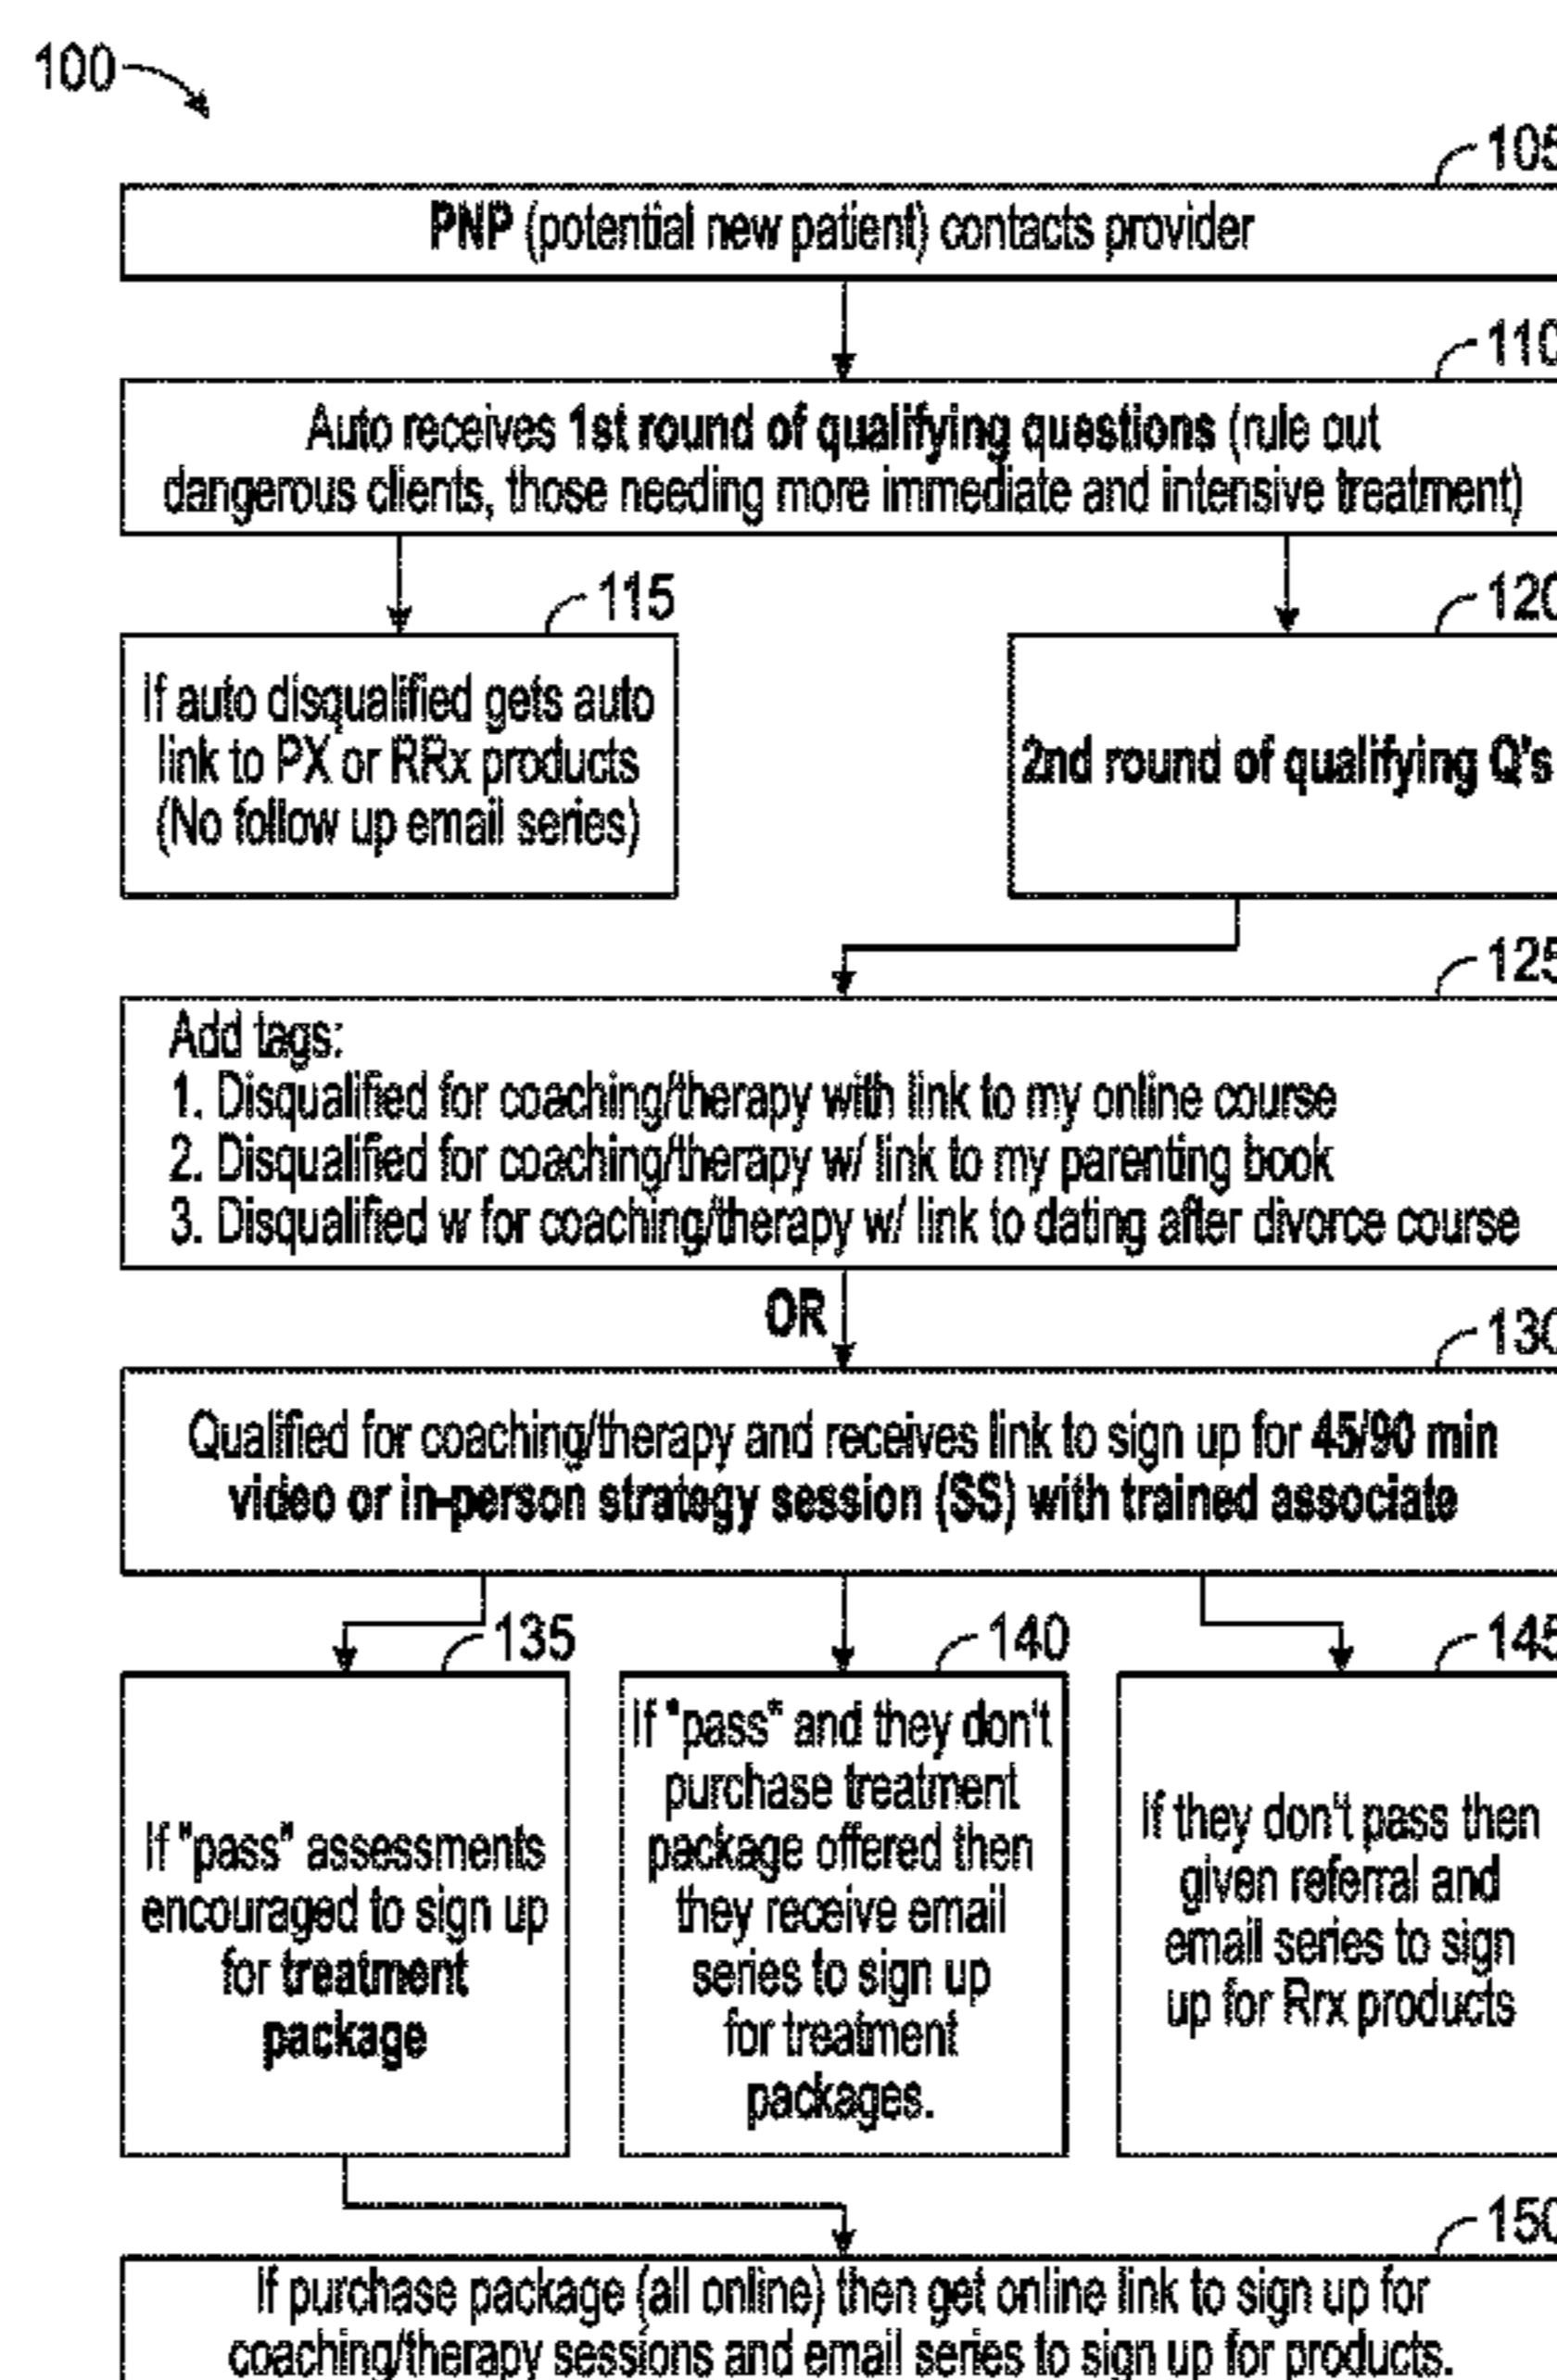 100
105
PNP (potential new patient) contacts provider
110
Auto receives 1st round of qualifying questions (rule out
dangerous clients, those needing more immediate and intensive treatment)
115
If auto disqualified gets auto
link to PX or RRx products
(No follow up email series)
120
2nd round of qualifying Q's
125
Add tags:
1. Disqualified for coaching/therapy with link to my online course
2. Disqualified for coaching/therapy w/ link to my parenting book
3. Disqualified w for coaching/therapy w/ link to dating after divorce course
OR
130
Qualified for coaching/therapy and receives link to sign up for 45/90 min
video or in-person strategy session (SS) with trained associate
135
If "pass" assessments
encouraged to sign up
for treatment
package
140
If "pass" and they don't
purchase treatment
package offered then
they receive email
series to sign up
for treatment
packages.
145
If they don't pass then
given referral and
email series to sign
up for Rrx products
150
If purchase package (all online) then get online link to sign up for
coaching/therapy sessions and email series to sign up for products.